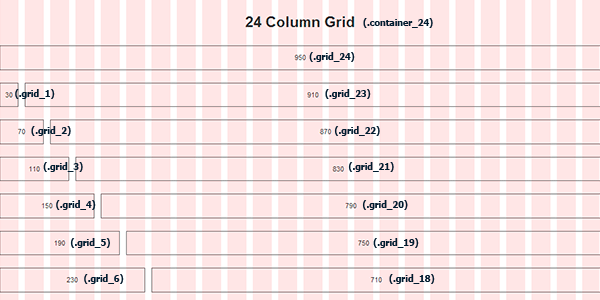 24 Column Grid (.container_24)
950 (.grid_24)
30 (.grid_1) 910 (.grid_23)
70 (.grid_2) 870 (.grid_22)
110 (.grid_3) 830 (.grid_21)
150 (.grid_4) 790 (.grid_20)
190 (.grid_5) 750 (.grid_19)
230 (.grid_6) 710 (.grid_18)